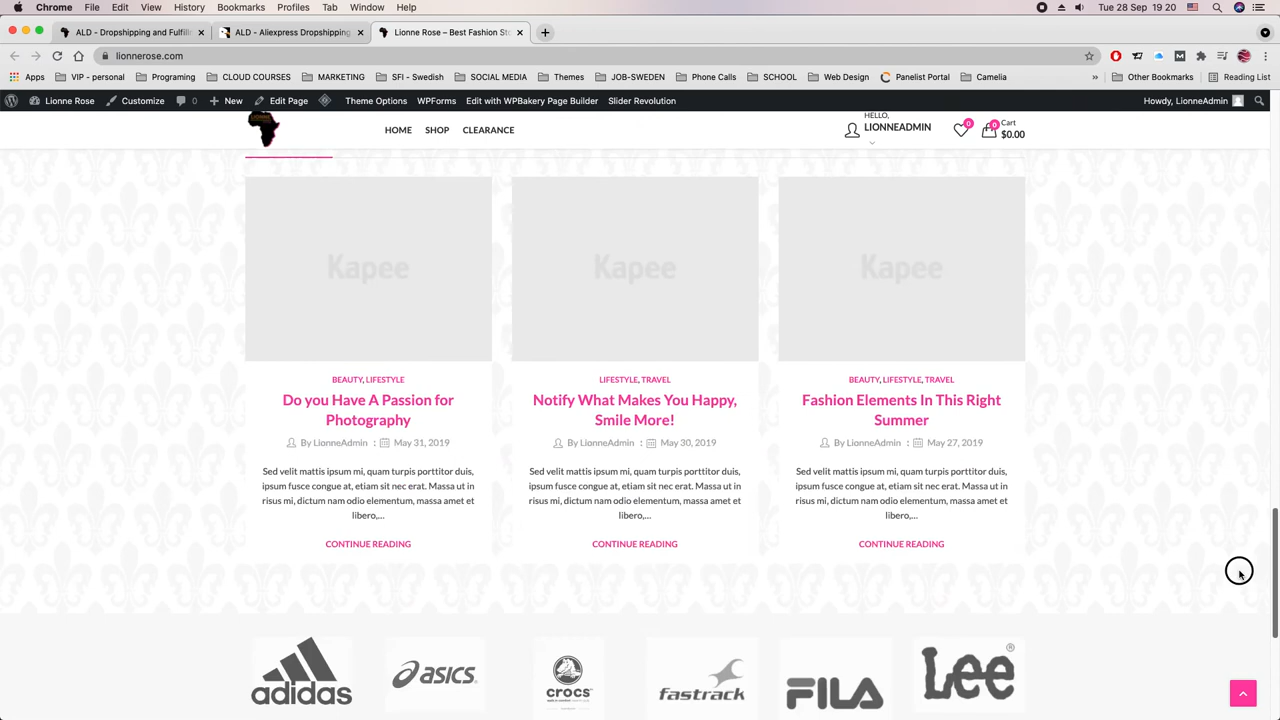 Chrome File Edit View History Bookmarks Profiles Tab Window Help Tue 28 Sep 19 20
ALD - Dropshipping and Fulfilln × ALD - Aliexpress Dropshipping × Lionne Rose – Best Fashion Sto × +
lionnerose.com
Apps VIP - personal Programing CLOUD COURSES MARKETING SFI - Swedish SOCIAL MEDIA Themes JOB-SWEDEN Phone Calls SCHOOL Web Design Panelist Portal Camelia » Other Bookmarks Reading List
Lionne Rose Customize 0 New Edit Page Theme Options WPForms Edit with WPBakery Page Builder Slider Revolution Howdy, LionneAdmin
HOME SHOP CLEARANCE
HELLO,
LIONNEADMIN
0
0
Cart
$0.00
Kapee
Kapee
Kapee
BEAUTY, LIFESTYLE
Do you Have A Passion for
Photography
By LionneAdmin : May 31, 2019
Sed velit mattis ipsum mi, quam turpis porttitor duis,
ipsum fusce congue at, etiam sit nec erat. Massa ut in
risus mi, dictum nam odio elementum, massa amet et
libero,...
CONTINUE READING
LIFESTYLE, TRAVEL
Notify What Makes You Happy,
Smile More!
By LionneAdmin : May 30, 2019
Sed velit mattis ipsum mi, quam turpis porttitor duis,
ipsum fusce congue at, etiam sit nec erat. Massa ut in
risus mi, dictum nam odio elementum, massa amet et
libero,...
CONTINUE READING
BEAUTY, LIFESTYLE, TRAVEL
Fashion Elements In This Right
Summer
By LionneAdmin : May 27, 2019
Sed velit mattis ipsum mi, quam turpis porttitor duis,
ipsum fusce congue at, etiam sit nec erat. Massa ut in
risus mi, dictum nam odio elementum, massa amet et
libero,...
CONTINUE READING
adidas
asics
crocs
fastrack
FILA
Lee